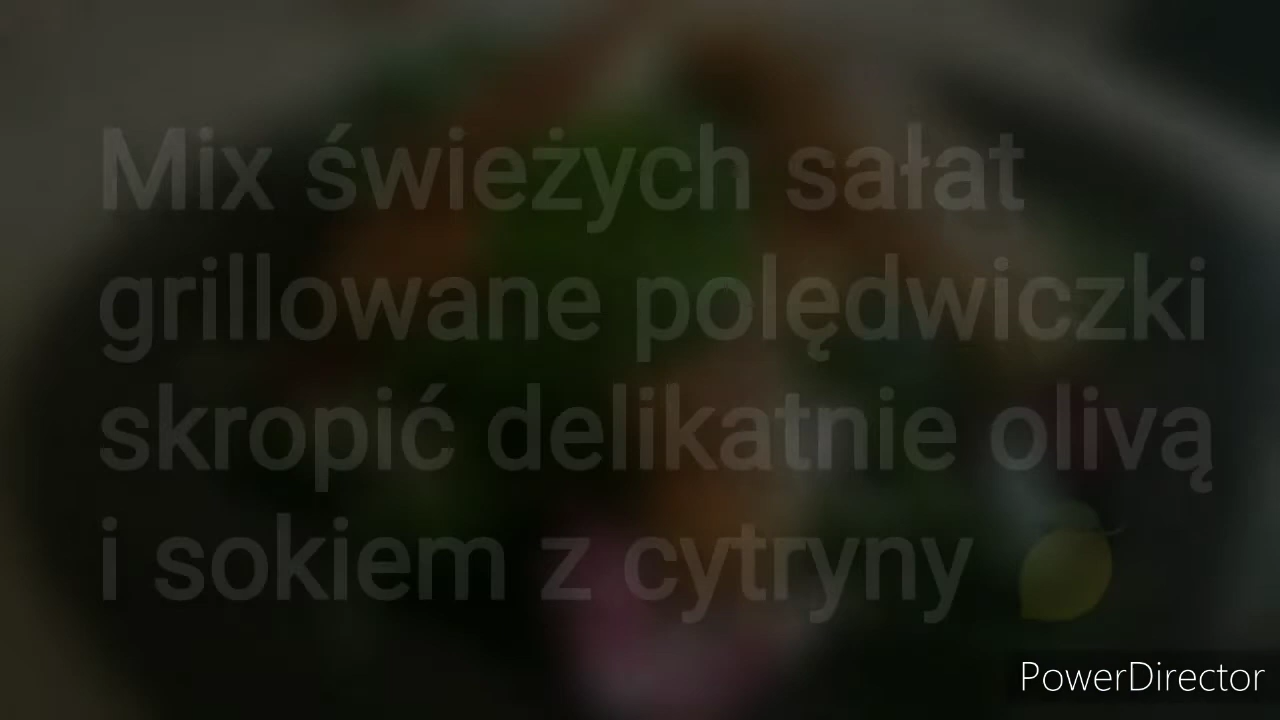 Mix świeżych sałat
grillowane polędwiczki
skropić delikatnie olivą
i sokiem z cytryny 🍋
PowerDirector